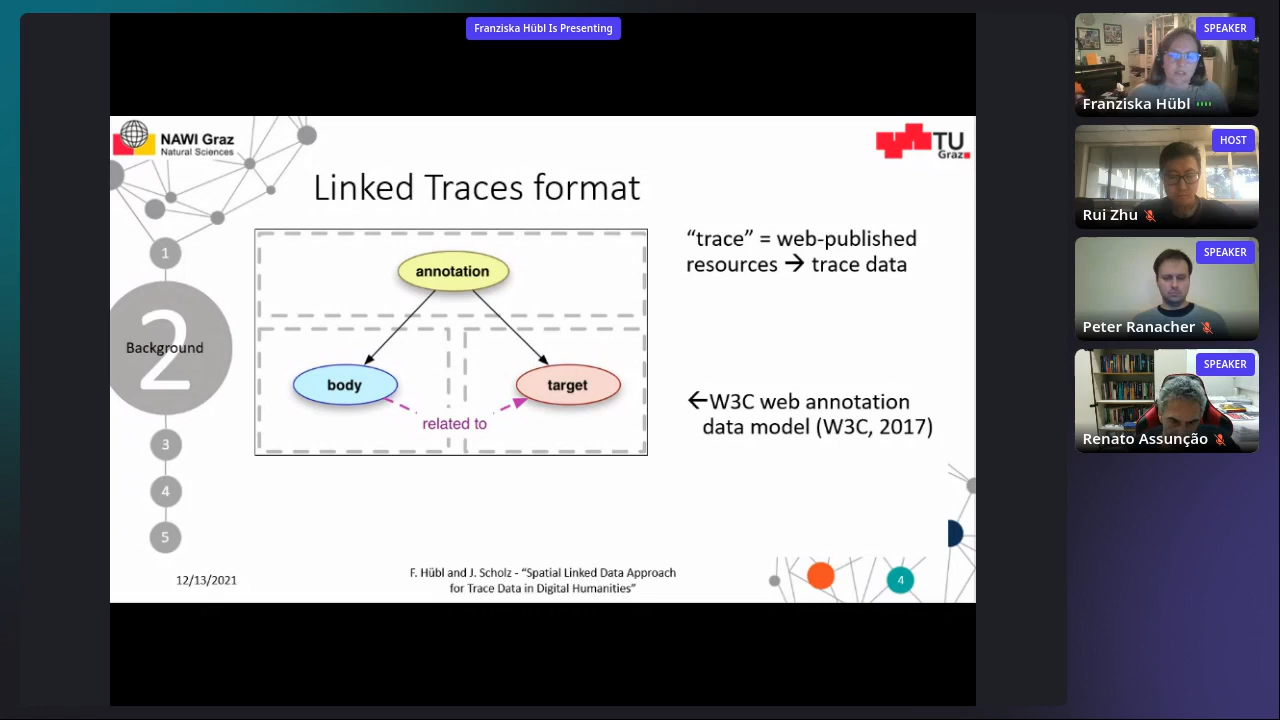 Franziska Hübl Is Presenting
NAWI Graz
Natural Sciences
TU
Graz
Linked Traces format
1
2
Background
3
4
5
annotation
body
target
related to
“trace” = web-published
resources → trace data
←W3C web annotation
data model (W3C, 2017)
12/13/2021
F. Hübl and J. Scholz - “Spatial Linked Data Approach
for Trace Data in Digital Humanities”
4
SPEAKER
Franziska Hübl
HOST
Rui Zhu
SPEAKER
Peter Ranacher
SPEAKER
Renato Assunção